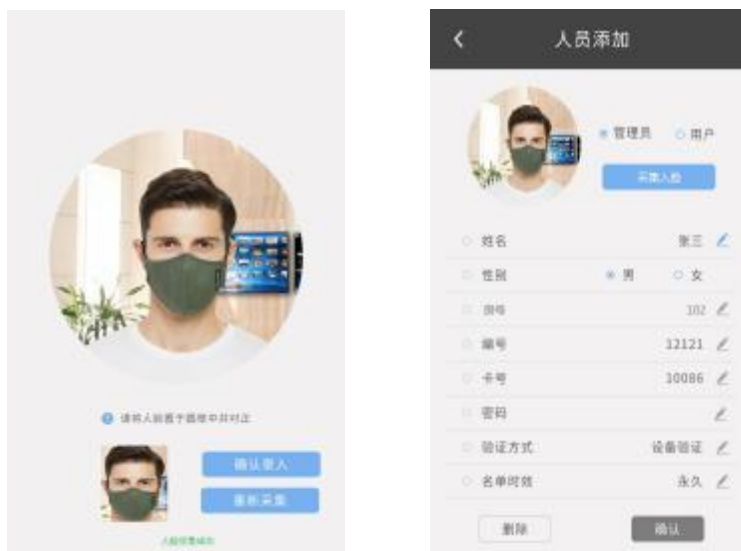 请将人脸置于圆框中并对正
确认录入
重新采集
人员添加
管理员 用户
采集人脸
姓名 张三
性别 男 女
房号 102
编号 12121
卡号 10086
密码
验证方式 设备验证
名单时效 永久
删除 确认